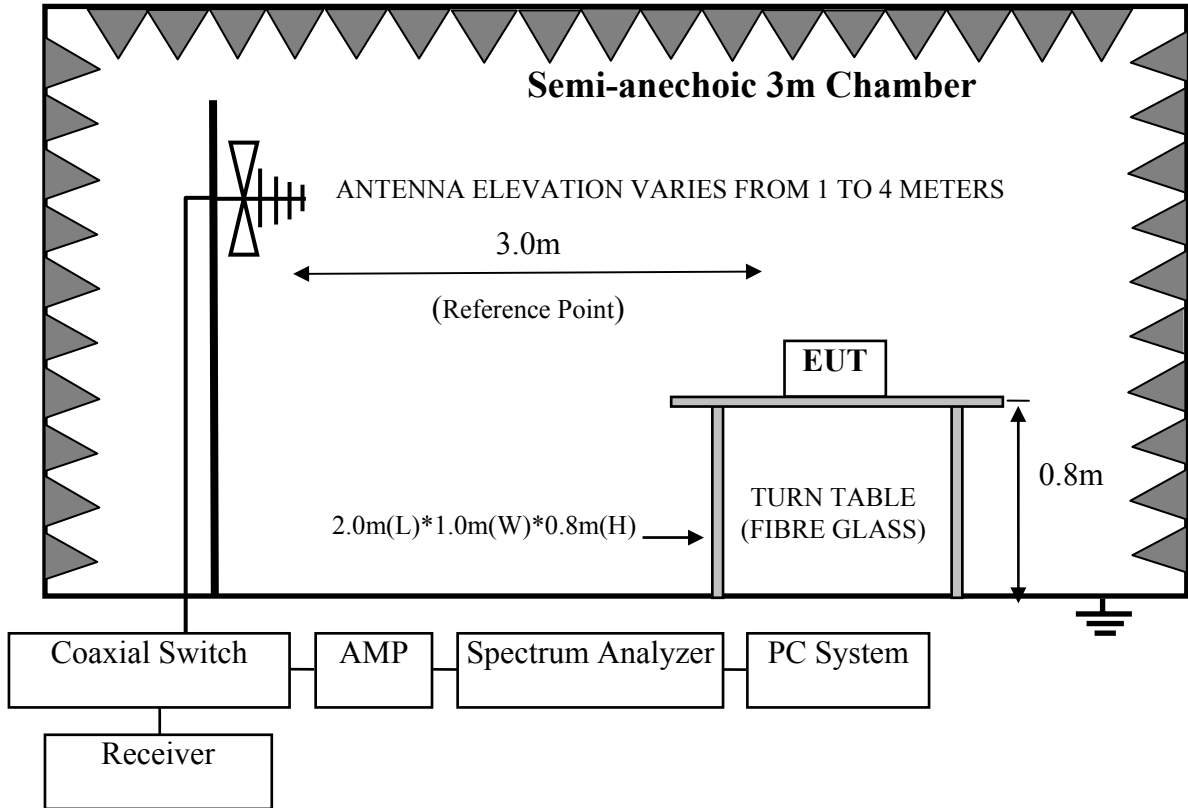 Semi-anechoic 3m Chamber
ANTENNA ELEVATION VARIES FROM 1 TO 4 METERS
3.0m
(Reference Point)
EUT
0.8m
TURN TABLE
(FIBRE GLASS)
2.0m(L)*1.0m(W)*0.8m(H)
Coaxial Switch
AMP
Spectrum Analyzer
PC System
Receiver